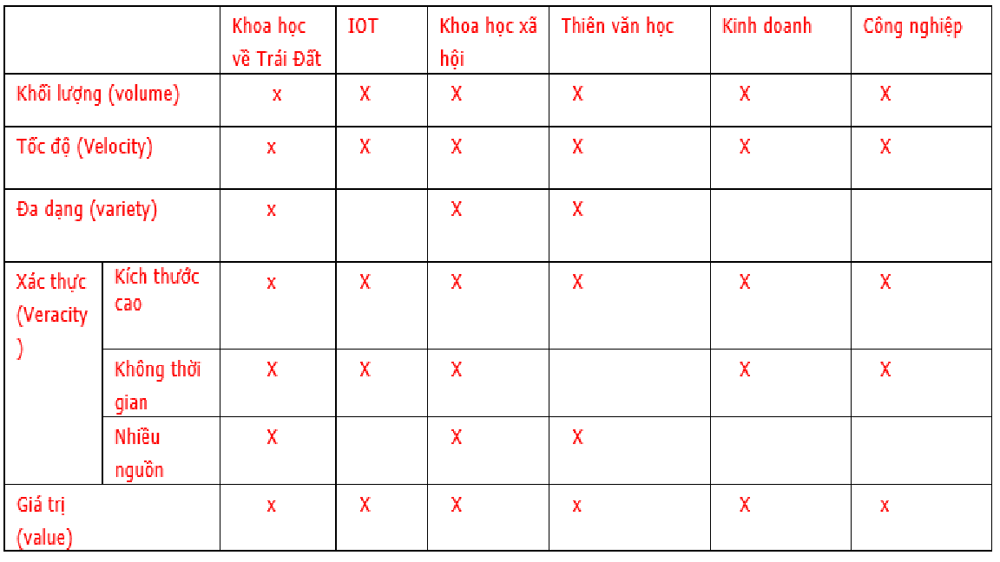 Khoa học IOT Khoa học xã Thiên văn học Kinh doanh Công nghiệp
về Trái Đất hội
Khối lượng (volume) x X X X X X
Tốc độ (Velocity) x X X X X X
Đa dạng (variety) x X X
Xác thực
(Veracity
)
Kích thước
cao
x X X X X X
Không thời
gian
X X X X X
Nhiều
nguồn
X X X
Giá trị
(value)
x X X x X x